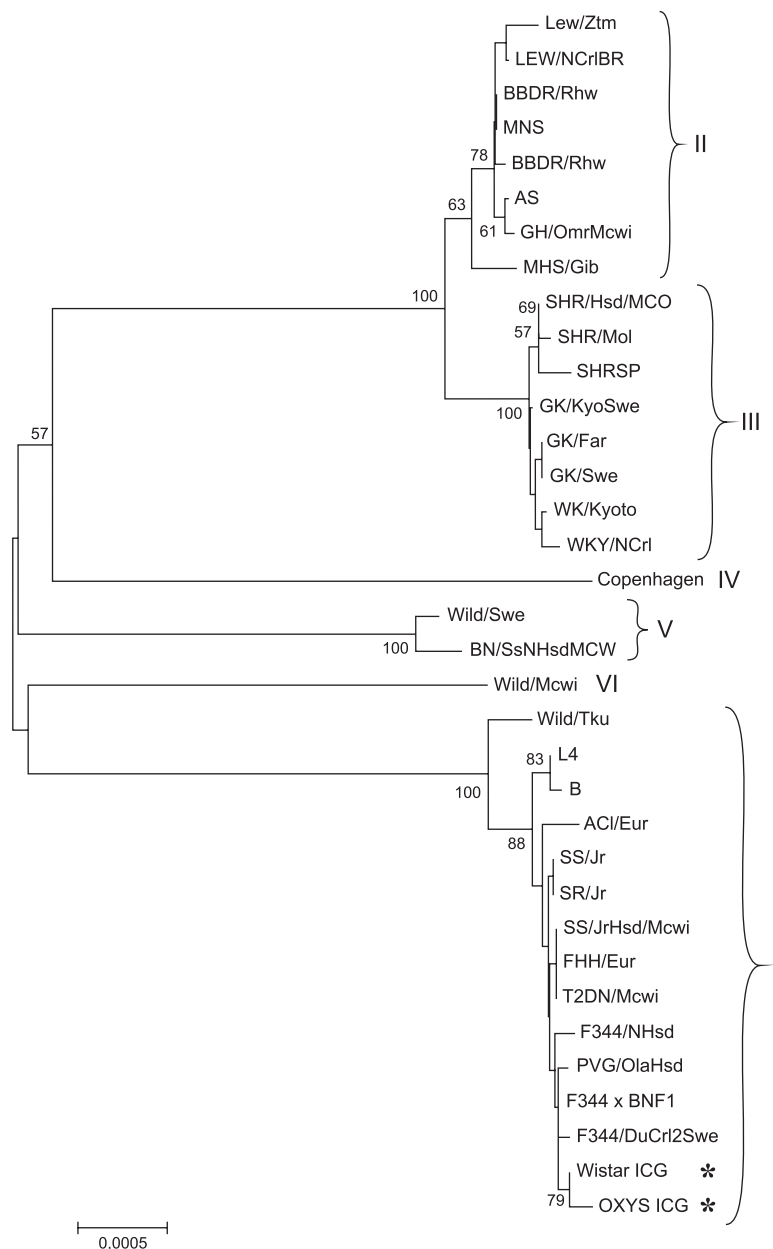 Lew/Ztm
LEW/NCrlBR
BBDR/Rhw
MNS
78
II
BBDR/Rhw
AS
63
61
GH/OmrMcwi
MHS/Gib
100
69
SHR/Hsd/MCO
57
SHR/Mol
SHRSP
100
GK/KyoSwe
III
GK/Far
57
GK/Swe
WK/Kyoto
WKY/NCrl
Copenhagen IV
Wild/Swe
V
100
BN/SsNHsdMCW
Wild/Mcwi VI
Wild/Tku
83
L4
100
B
ACI/Eur
88
SS/Jr
SR/Jr
SS/JrHsd/Mcwi
FHH/Eur
T2DN/Mcwi
F344/NHsd
PVG/OlaHsd
F344 x BNF1
F344/DuCrl2Swe
Wistar ICG *
79
OXYS ICG *
0.0005